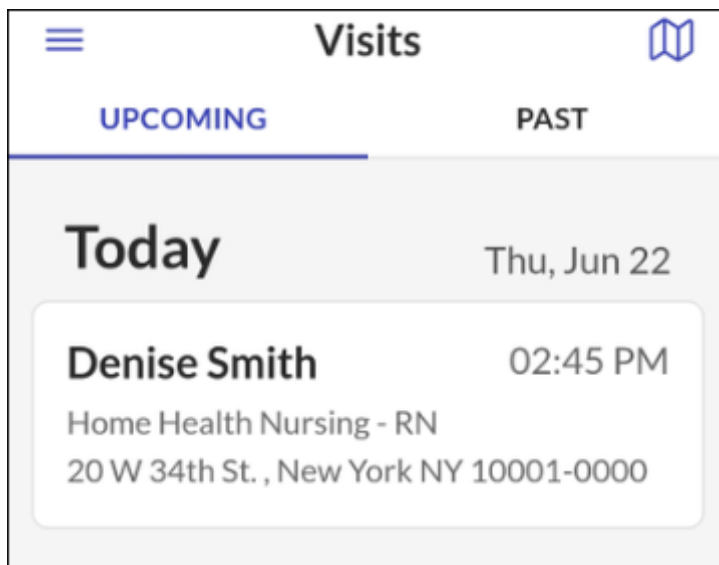 Visits
UPCOMING PAST
Today Thu, Jun 22
Denise Smith 02:45 PM
Home Health Nursing - RN
20 W 34th St. , New York NY 10001-0000